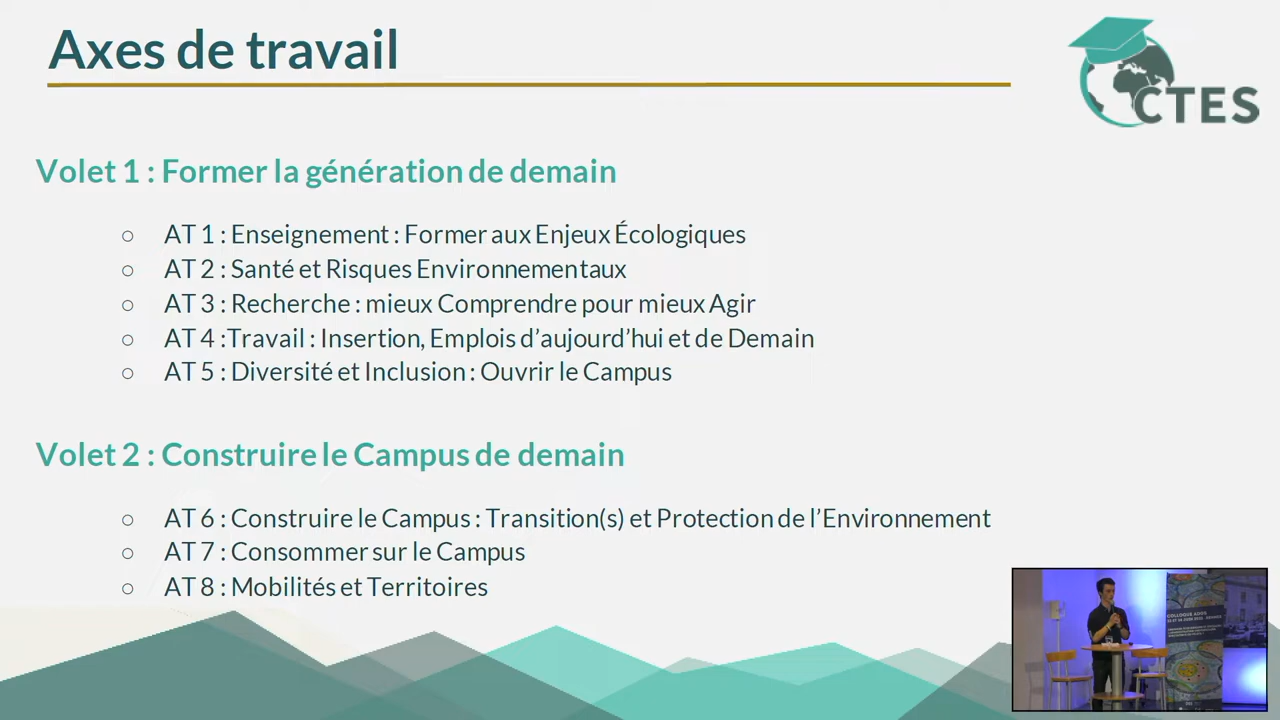 Axes de travail
CTES
Volet 1 : Former la génération de demain
○ AT 1 : Enseignement : Former aux Enjeux Écologiques
○ AT 2 : Santé et Risques Environnementaux
○ AT 3 : Recherche : mieux Comprendre pour mieux Agir
○ AT 4 :Travail : Insertion, Emplois d’aujourd’hui et de Demain
○ AT 5 : Diversité et Inclusion : Ouvrir le Campus
Volet 2 : Construire le Campus de demain
○ AT 6 : Construire le Campus : Transition(s) et Protection de l’Environnement
○ AT 7 : Consommer sur le Campus
○ AT 8 : Mobilités et Territoires
COLLOQUE